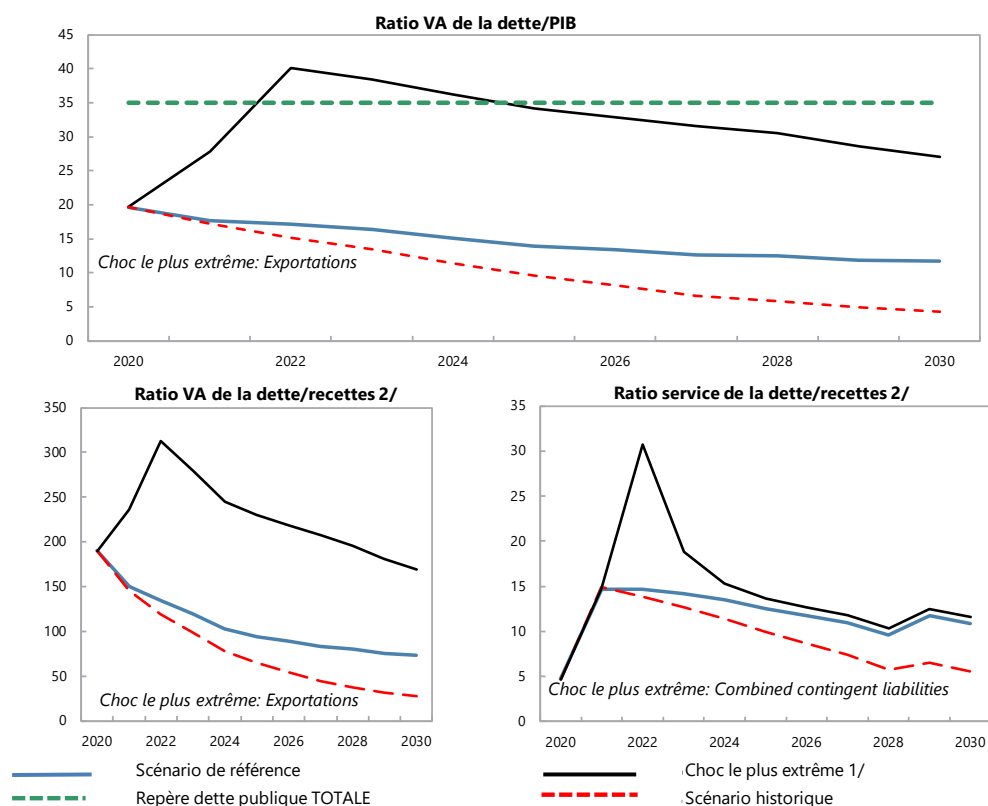 Ratio VA de la dette/PIB
45
40
35
30
25
20
15
10
5
0
Choc le plus extrême: Exportations
2020 2022 2024 2026 2028 2030
Ratio VA de la dette/recettes 2/
350
300
250
200
150
100
50
0
Choc le plus extrême: Exportations
2020 2022 2024 2026 2028 2030
Ratio service de la dette/recettes 2/
35
30
25
20
15
10
5
0
Choc le plus extrême: Combined contingent liabilities
2020 2022 2024 2026 2028 2030
Scénario de référence
Choc le plus extrême 1/
Repère dette publique TOTALE
Scénario historique